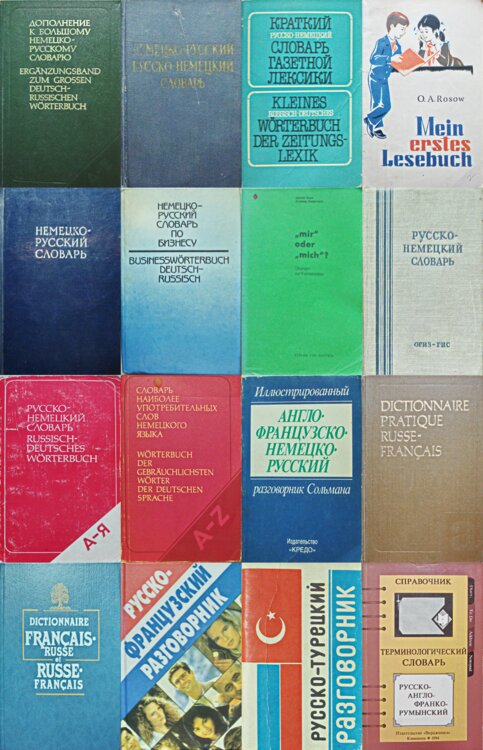 ДОПОЛНЕНИЕ
К БОЛЬШОМУ
НЕМЕЦКО-
РУССКОМУ
СЛОВАРЮ
ERGÄNZUNGSBAND
ZUM GROSSEN
DEUTSCH-
RUSSISCHEN
WÖRTERBUCH
НЕМЕЦКО-РУССКИЙ
РУССКО-НЕМЕЦКИЙ
СЛОВАРЬ
КРАТКИЙ
РУССКО-НЕМЕЦКИЙ
СЛОВАРЬ
ГАЗЕТНОЙ
ЛЕКСИКИ
KLEINES
RUSSISCH-DEUTSCHES
WÖRTERBUCH
DER ZEITUNGS-
LEXIK
O. A. Rosow
Mein
erstes
Lesebuch
НЕМЕЦКО-
РУССКИЙ
СЛОВАРЬ
НЕМЕЦКО-
РУССКИЙ
СЛОВАРЬ
ПО
БИЗНЕСУ
BUSINESSWÖRTERBUCH
DEUTSCH-
RUSSISCH
„mir"
oder
„mich"?
РУССКО-
НЕМЕЦКИЙ
СЛОВАРЬ
ОГИЗ-ГИС
РУССКО-
НЕМЕЦКИЙ
СЛОВАРЬ
RUSSISCH-
DEUTSCHES
WÖRTERBUCH
А-Я
СЛОВАРЬ
НАИБОЛЕЕ
УПОТРЕБИТЕЛЬНЫХ
СЛОВ
НЕМЕЦКОГО
ЯЗЫКА
WÖRTERBUCH
DER
GEBRÄUCHLICHSTEN
WÖRTER
DER DEUTSCHEN
SPRACHE
A-Z
Иллюстрированный
АНГЛО-
ФРАНЦУЗСКО-
НЕМЕЦКО-
РУССКИЙ
разговорник Сольмана
Издательство
«КРЕДО»
DICTIONNAIRE
PRATIQUE
RUSSE-
FRANÇAIS
DICTIONNAIRE
FRANÇAIS-
RUSSE
et
RUSSE-
FRANÇAIS
РУССКО-
ФРАНЦУЗСКИЙ
РАЗГОВОРНИК
РУССКО-ТУРЕЦКИЙ
РАЗГОВОРНИК
СПРАВОЧНИК
ТЕРМИНОЛОГИЧЕСКИЙ
СЛОВАРЬ
РУССКО-
АНГЛО-
ФРАНКО-
РУМЫНСКИЙ